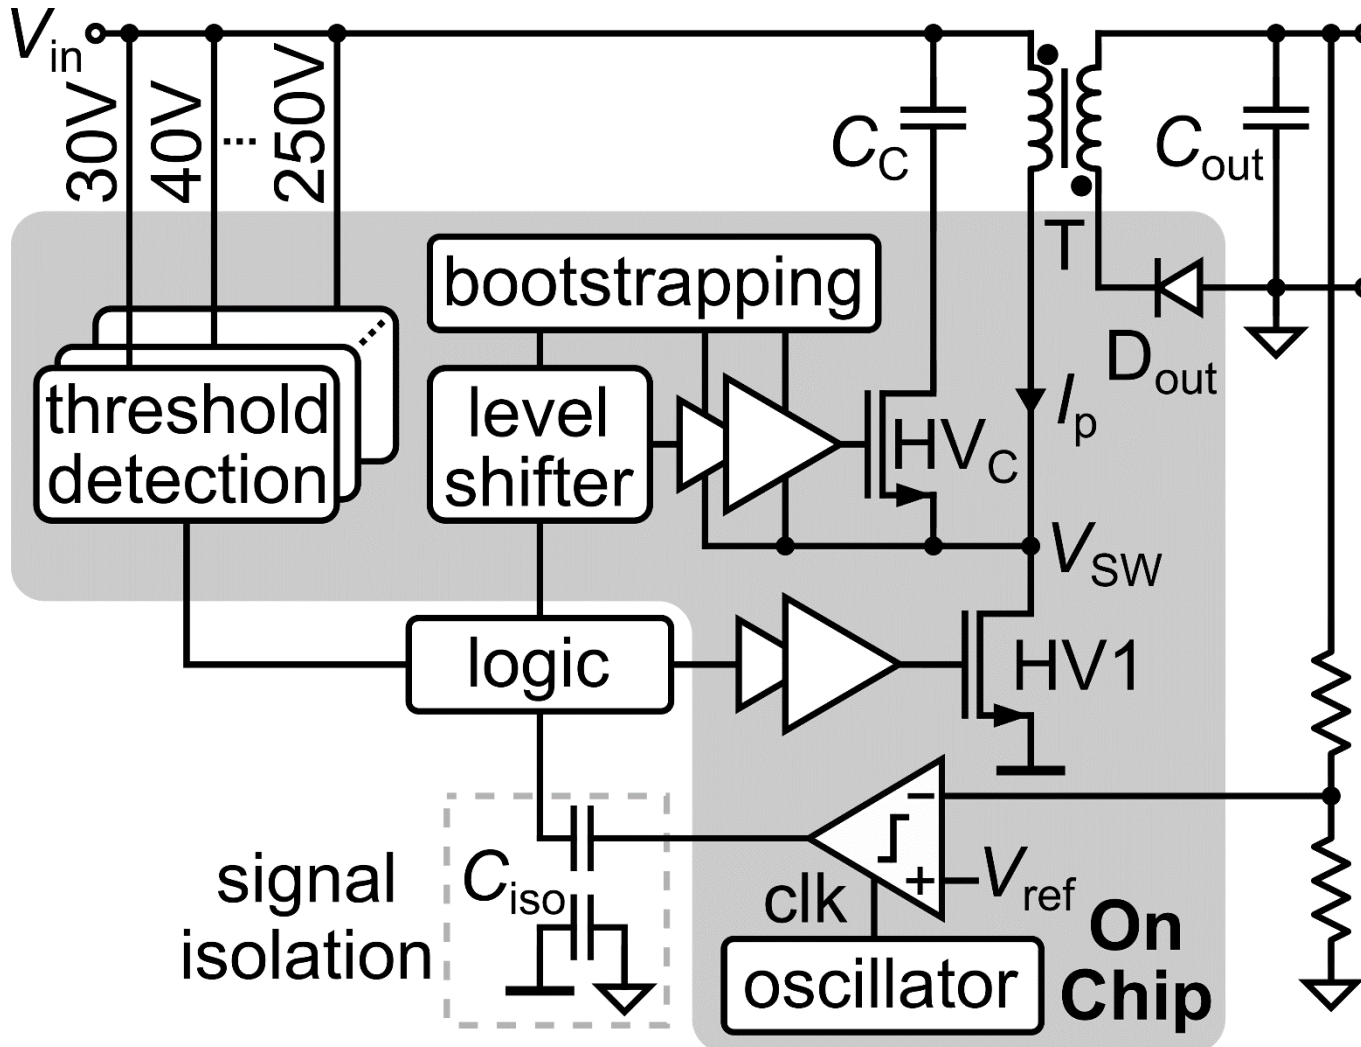 Vin
30V
40V
...
250V
CC
T
Cout
Dout
bootstrapping
threshold
detection
level
shifter
HVC
Ip
VSW
logic
HV1
signal
isolation
Ciso
−
+
Vref
clk
oscillator
On
Chip